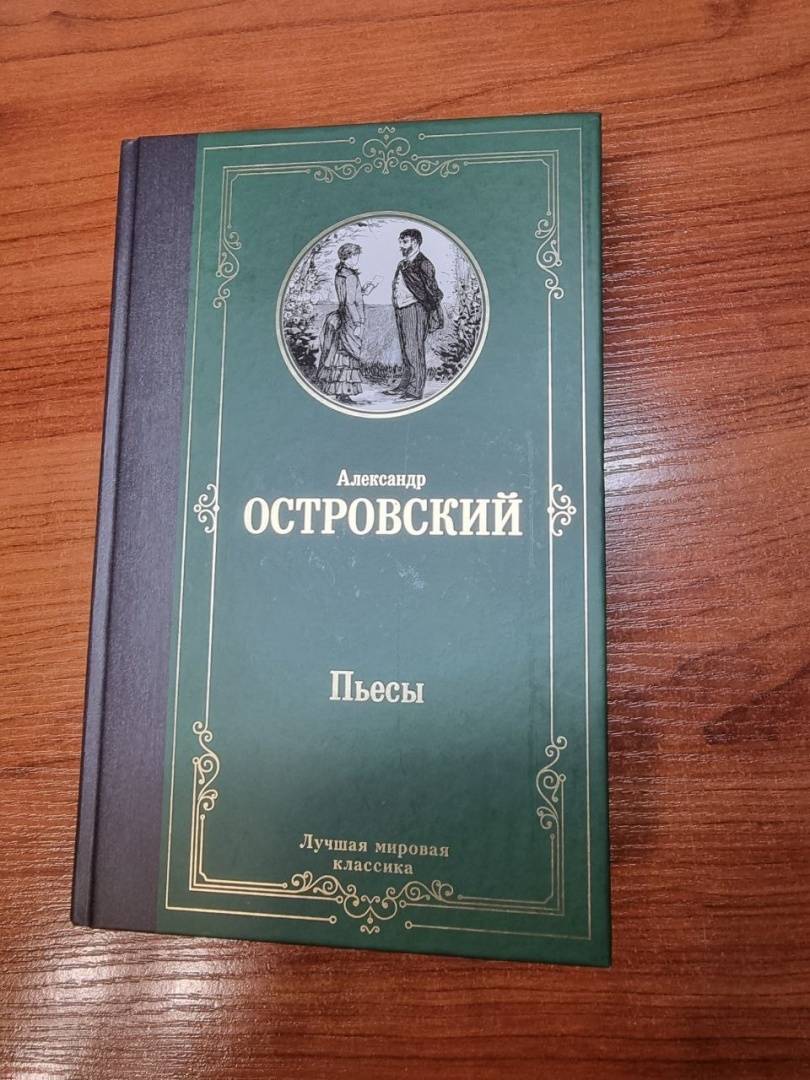 Александр
ОСТРОВСКИЙ
Пьесы
Лучшая мировая
классика